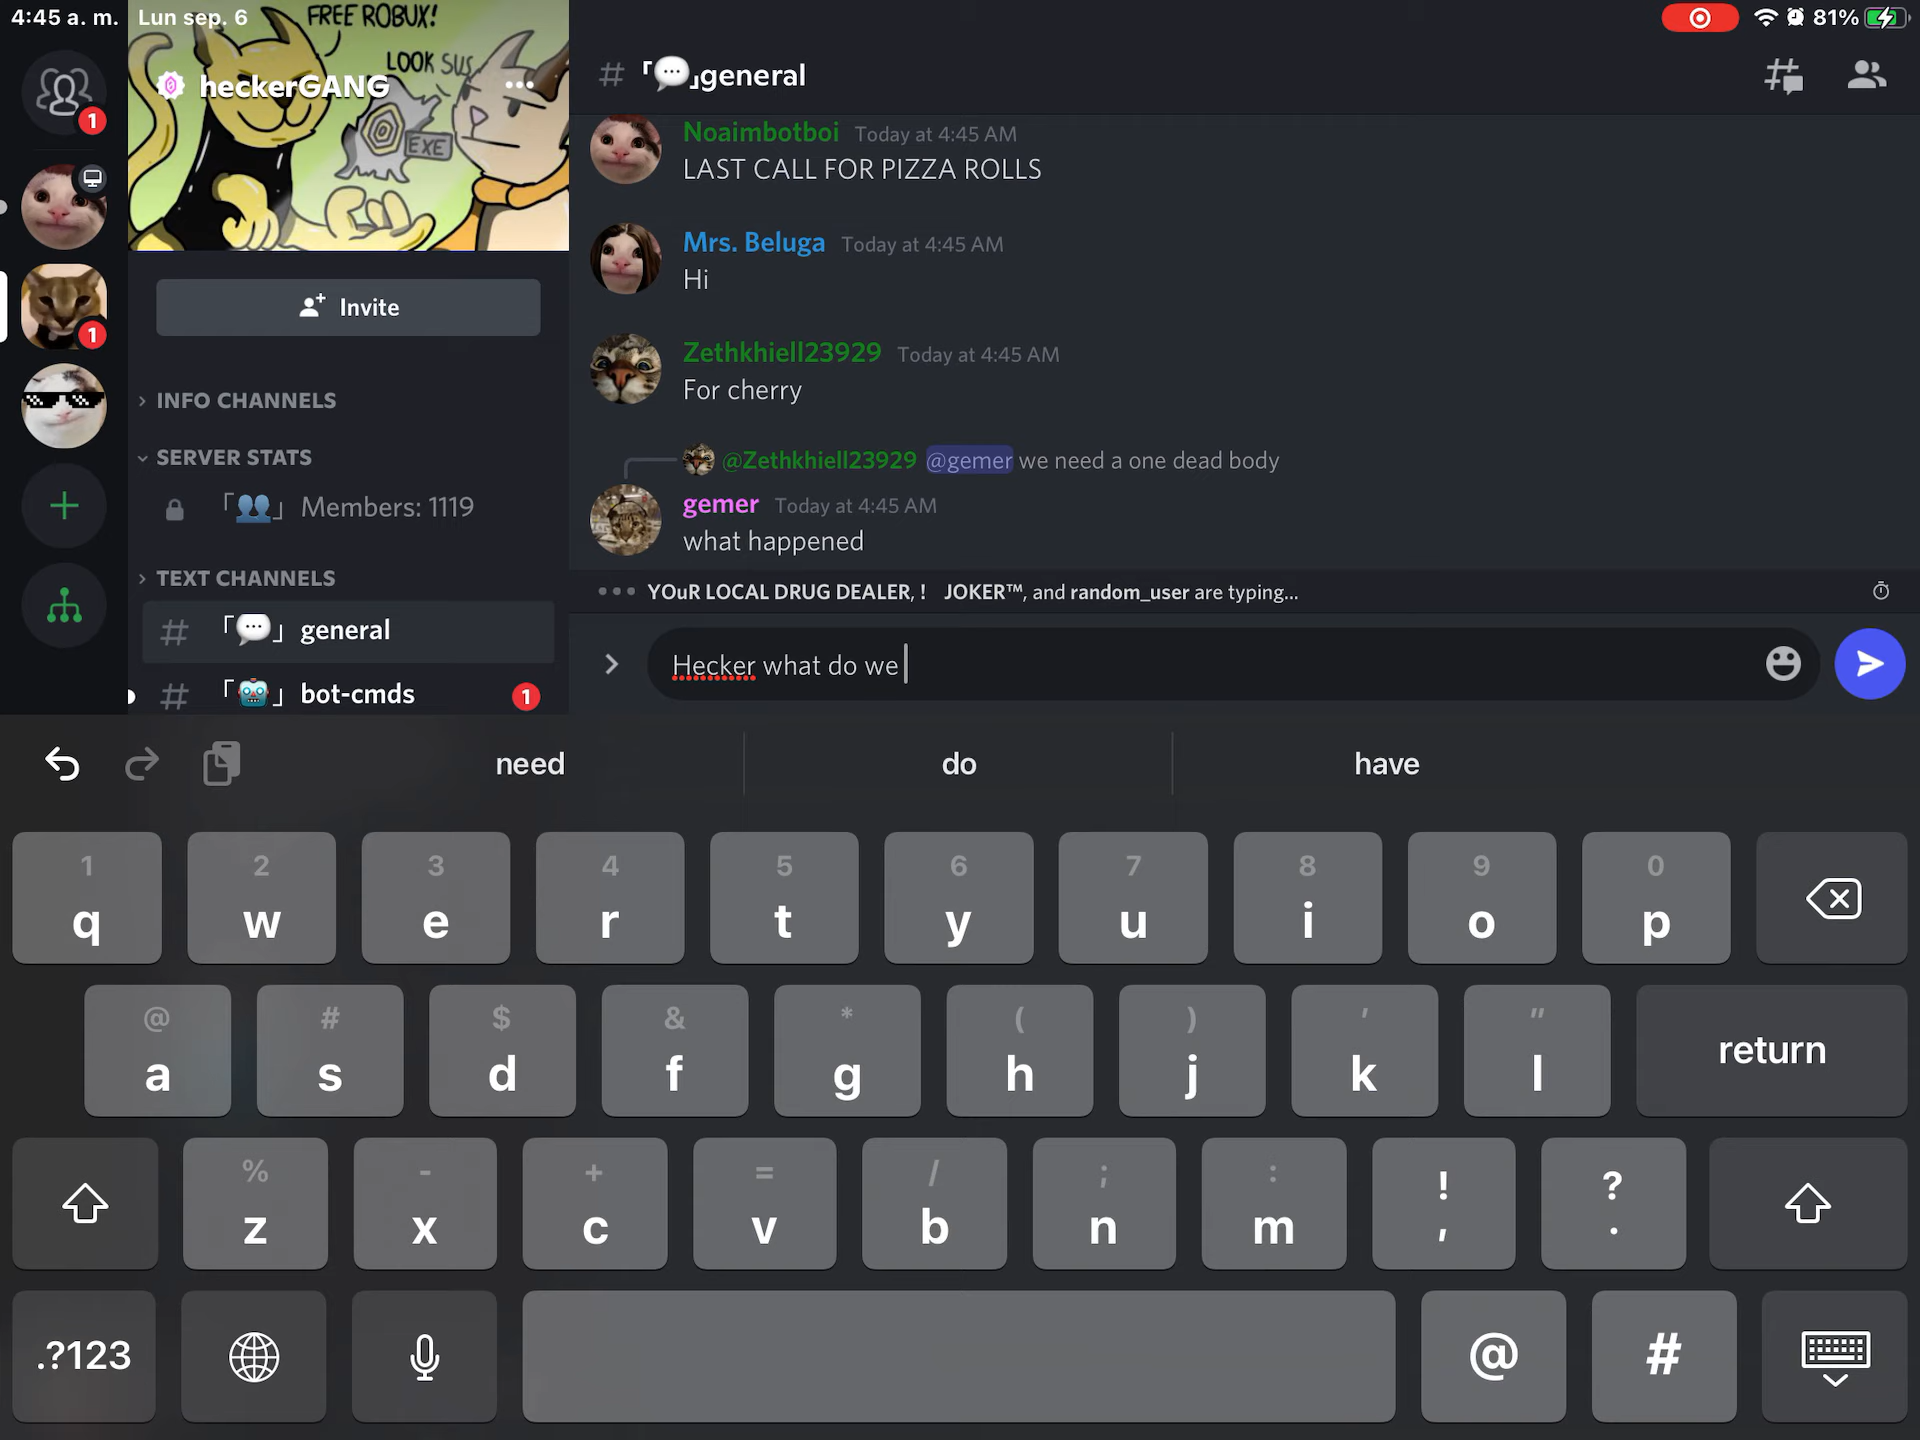 4:45 a. m. Lun sep. 6
81%
FREE ROBUX!
LOOK SUS
EXE
heckerGANG
1
1
Invite
INFO CHANNELS
SERVER STATS
「👥」 Members: 1119
TEXT CHANNELS
# 「💬」 general
# 「🤖」 bot-cmds 1
# 「💬」general
Noaimbotboi Today at 4:45 AM
LAST CALL FOR PIZZA ROLLS
Mrs. Beluga Today at 4:45 AM
Hi
Zethkhiell23929 Today at 4:45 AM
For cherry
@Zethkhiell23929 @gemer we need a one dead body
gemer Today at 4:45 AM
what happened
YOuR LOCAL DRUG DEALER, ! JOKER™, and random_user are typing...
Hecker what do we
need do have
1 2 3 4 5 6 7 8 9 0
q w e r t y u i o p
@ # $ & * ( ) ' "
a s d f g h j k l return
% - + = / ; : ! ?
z x c v b n m , .
.?123 @ #